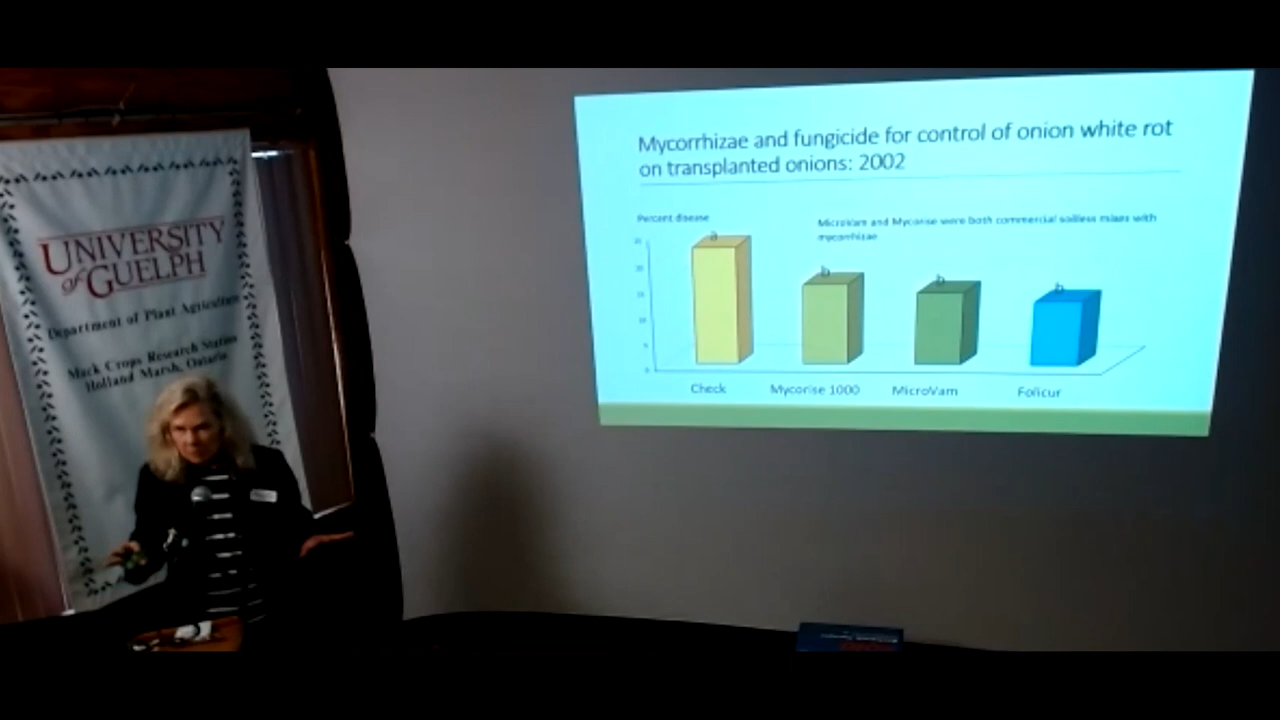 UNIVERSITY
of GUELPH
Department of Plant Agriculture
Muck Crops Research Station
Holland Marsh, Ontario
Mycorrhizae and fungicide for control of onion white rot
on transplanted onions: 2002
Percent disease
MicroVam and Mycorise were both commercial soilless mixes with
mycorrhizae
a
b
b
b
Check
Mycorise 1000
MicroVam
Folicur